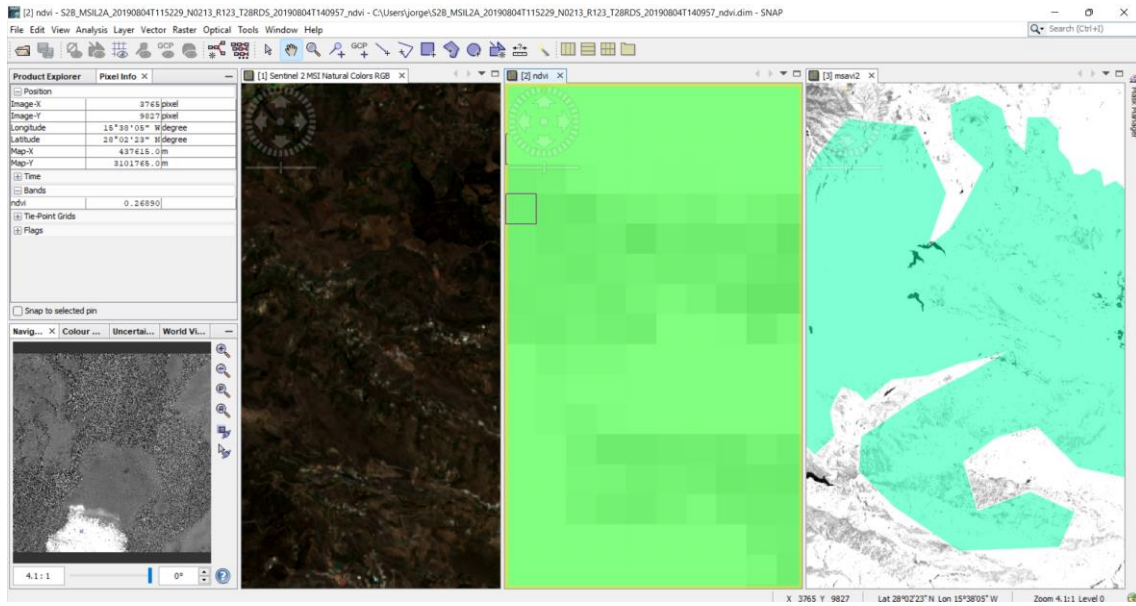 [2] ndvi - S2B_MSIL2A_20190804T115229_N0213_R123_T28RDS_20190804T140957_ndvi - C:\Users\jorge\S2B_MSIL2A_20190804T115229_N0213_R123_T28RDS_20190804T140957_ndvi.dim - SNAP
File Edit View Analysis Layer Vector Raster Optical Tools Window Help
Search (Ctrl+I)
GCP GCP
Product Explorer Pixel Info
[1] Sentinel 2 MSI Natural Colors RGB
[2] ndvi
[3] msavi2
Mask Manager
Position
Image-X 3765 pixel
Image-Y 9827 pixel
Longitude 15°38'05" W degree
Latitude 28°02'23" N degree
Map-X 437615.0 m
Map-Y 3101765.0 m
Time
Bands
ndvi 0.26890
Tie-Point Grids
Flags
Snap to selected pin
Navig... Colour ... Uncertai... World Vi...
4.1: 1 0°
X 3765 Y 9827 Lat 28°02'23" N Lon 15°38'05" W Zoom 4.1:1 Level 0